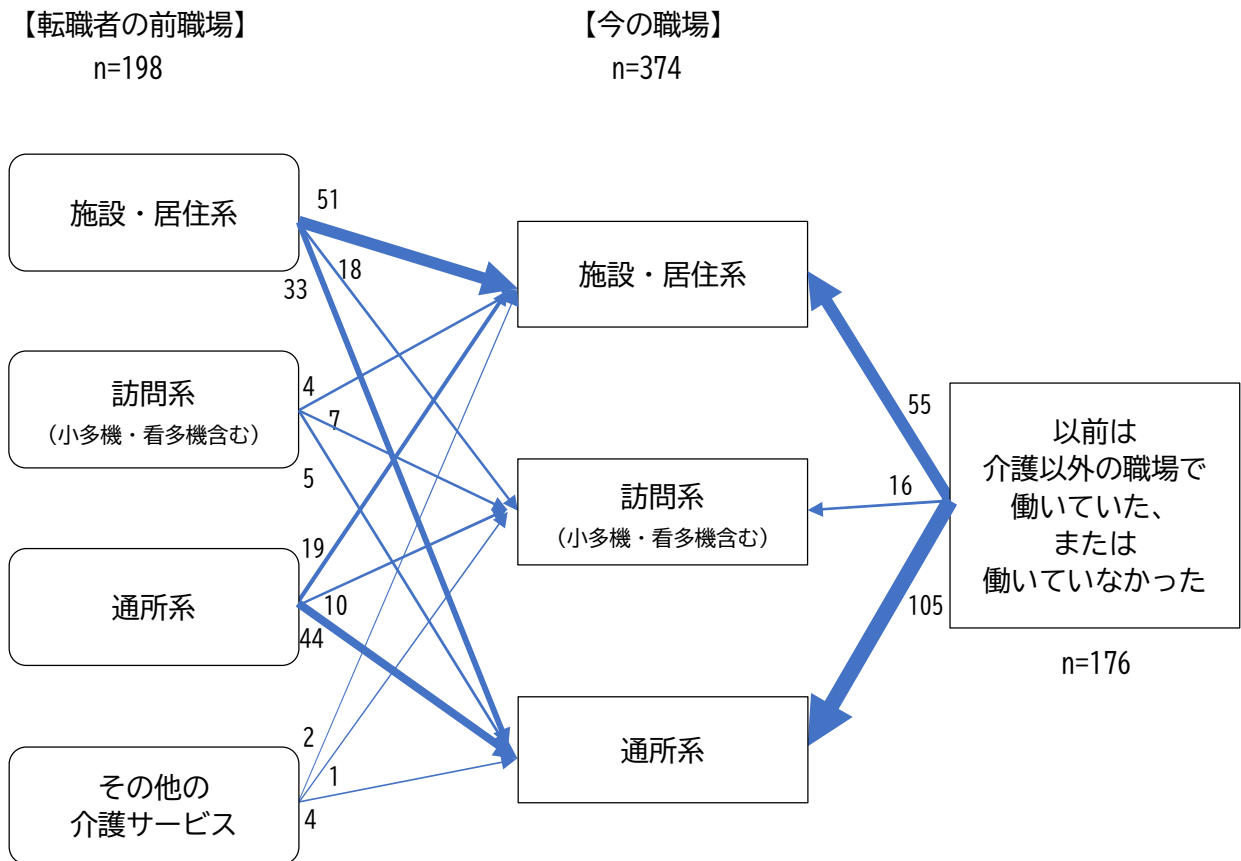 【転職者の前職場】
n=198
【今の職場】
n=374
施設・居住系
51
18
33
訪問系
（小多機・看多機含む）
4
7
5
通所系
19
10
44
その他の
介護サービス
2
1
4
施設・居住系
訪問系
（小多機・看多機含む）
通所系
55
16
105
以前は
介護以外の職場で
働いていた、
または
働いていなかった
n=176